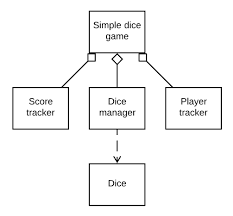 Simple dice
game
Score
tracker
Dice
manager
Player
tracker
Dice